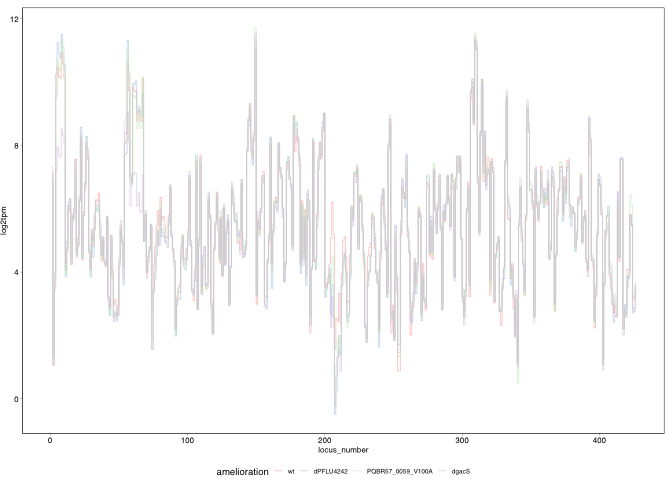 12
8
4
0
log2tpm
0
100
200
300
400
locus_number
amelioration
wt
dPFLU4242
PQBR57_0059_V100A
dgacS